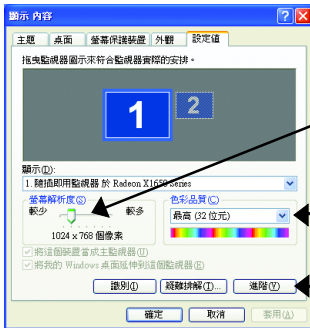 顯示 內容
主題 桌面 螢幕保護裝置 外觀 設定值
拖曳監視器圖示來符合監視器實際的安排。
1 2
顯示(D):
1. 隨插即用監視器 於 Radeon X1650 Series
螢幕解析度(S)
較少 較多
1024 x 768 個像素
色彩品質(C)
最高 (32 位元)
將這個裝置當成主監視器(U)
將我的 Windows 桌面延伸到這個監視器(E)
識別(I) 疑難排解(T)... 進階(V)
確定 取消 套用(A)